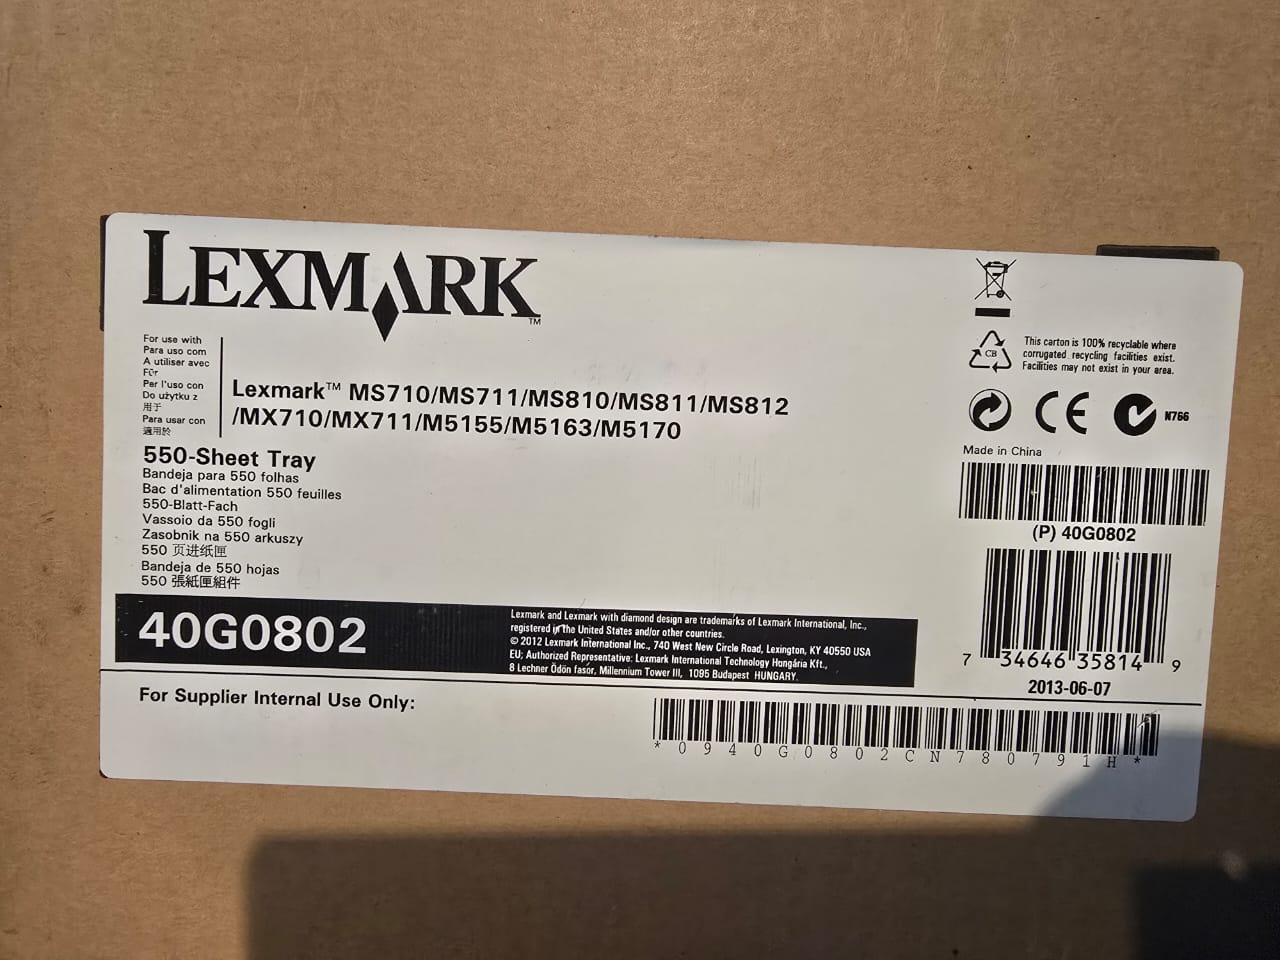 LEXMARK™
For use with
Para uso com
A utiliser avec
Für
Per l'uso con
Do użytku z
用于
Para usar con
適用於
Lexmark™ MS710/MS711/MS810/MS811/MS812
/MX710/MX711/M5155/M5163/M5170
550-Sheet Tray
Bandeja para 550 folhas
Bac d'alimentation 550 feuilles
550-Blatt-Fach
Vassoio da 550 fogli
Zasobnik na 550 arkuszy
550 页进纸匣
Bandeja de 550 hojas
550 張紙匣組件
40G0802
Lexmark and Lexmark with diamond design are trademarks of Lexmark International, Inc.,
registered in the United States and/or other countries.
© 2012 Lexmark International Inc., 740 West New Circle Road, Lexington, KY 40550 USA
EU; Authorized Representative: Lexmark International Technology Hungária Kft.,
8 Lechner Ödön fasor, Millennium Tower III, 1095 Budapest HUNGARY.
CB
This carton is 100% recyclable where
corrugated recycling facilities exist.
Facilities may not exist in your area.
CE
N766
Made in China
(P) 40G0802
7 34646 35814 9
2013-06-07
For Supplier Internal Use Only:
*0940G0802CN780791H*